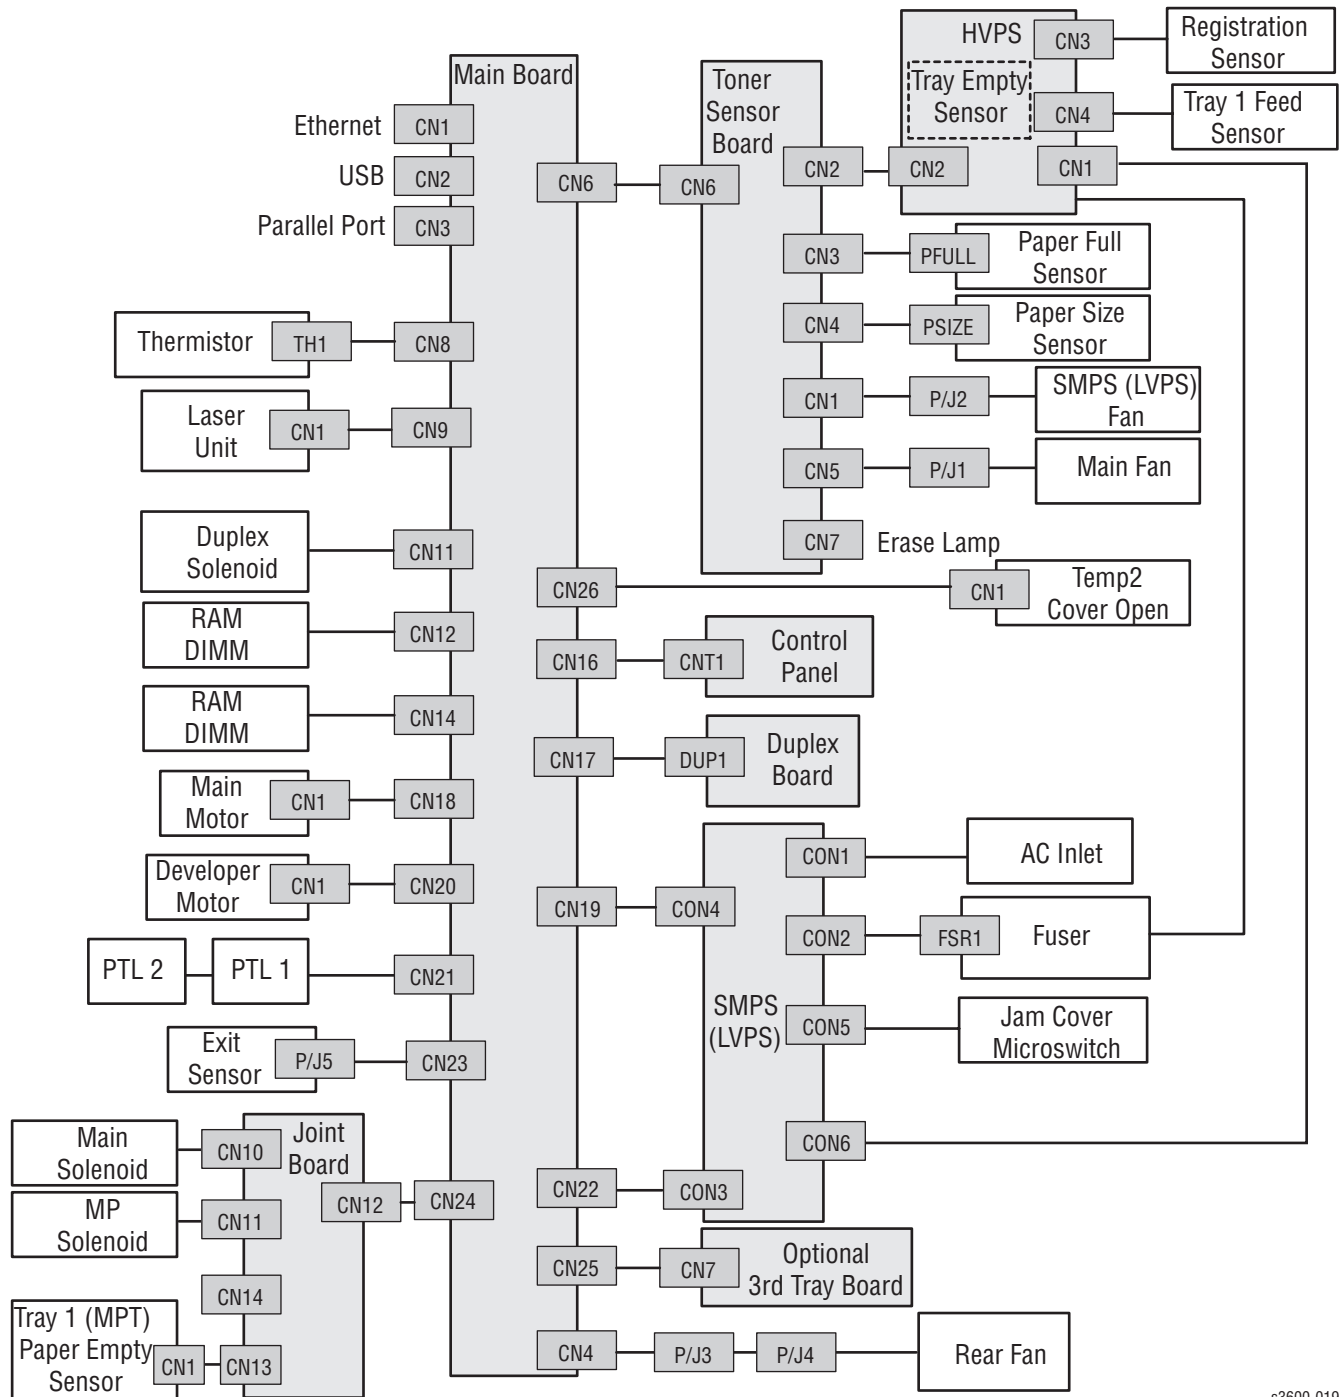 HVPS
CN3
Registration
Sensor
Main Board
Toner
Sensor
Board
Tray Empty
Sensor
CN4
Tray 1 Feed
Sensor
Ethernet
CN1
USB
CN2
Parallel Port
CN3
CN6
CN6
CN2
CN2
CN1
CN3
PFULL
Paper Full
Sensor
CN4
PSIZE
Paper Size
Sensor
Thermistor
TH1
CN8
CN1
P/J2
SMPS (LVPS)
Fan
Laser
Unit
CN1
CN9
CN5
P/J1
Main Fan
Duplex
Solenoid
CN11
CN7
Erase Lamp
CN26
CN1
Temp2
Cover Open
RAM
DIMM
CN12
CN16
CNT1
Control
Panel
RAM
DIMM
CN14
CN17
DUP1
Duplex
Board
Main
Motor
CN1
CN18
Developer
Motor
CN1
CN20
CN19
CON4
CON1
AC Inlet
CON2
FSR1
Fuser
PTL 2
PTL 1
CN21
SMPS
(LVPS)
CON5
Jam Cover
Microswitch
Exit
Sensor
P/J5
CN23
Main
Solenoid
CN10
Joint
Board
CON6
MP
Solenoid
CN11
CN12
CN24
CN22
CON3
CN14
CN25
CN7
Optional
3rd Tray Board
Tray 1 (MPT)
Paper Empty
Sensor
CN1
CN13
CN4
P/J3
P/J4
Rear Fan
s3600-019